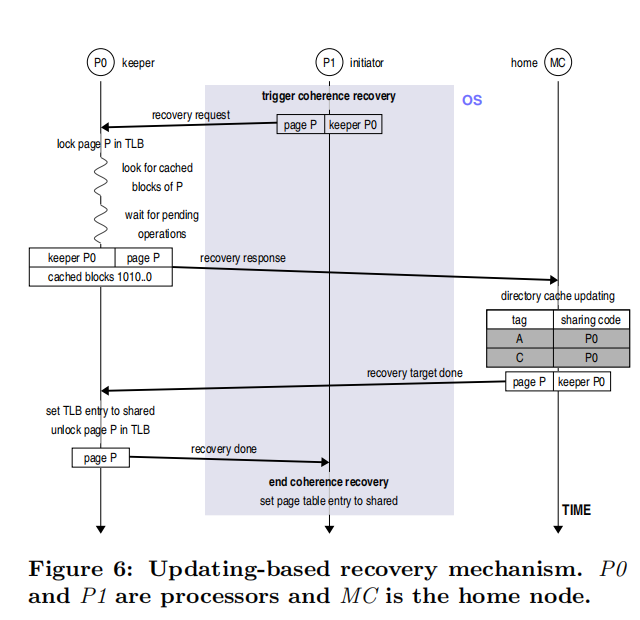 P0 keeper P1 initiator home MC
trigger coherence recovery OS
recovery request
page P keeper P0
lock page P in TLB
look for cached
blocks of P
wait for pending
operations
keeper P0 page P
recovery response
cached blocks 1010..0
directory cache updating
tag sharing code
A P0
C P0
recovery target done
page P keeper P0
set TLB entry to shared
unlock page P in TLB
recovery done
page P
end coherence recovery
set page table entry to shared
TIME
Figure 6: Updating-based recovery mechanism. P0
and P1 are processors and MC is the home node.